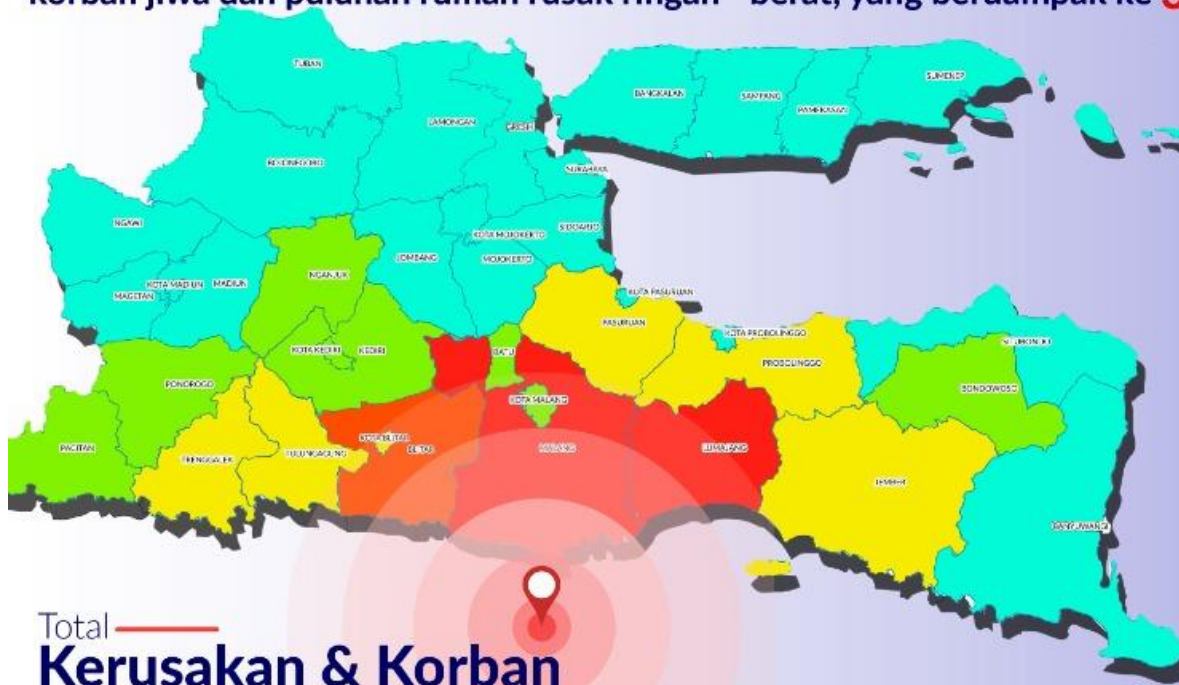 korban jiwa dan puluhan rumah rusak ringan - berat, yang berdampak ke
TUBAN
BANGKALAN
SAMPANG
PAMEKASAN
SUMENEP
LAMONGAN
GRESIK
BOJONEGORO
SURABAYA
NGAWI
KOTA MOJOKERTO
SIDOARJO
JOMBANG
MOJOKERTO
NGANJUK
KOTA MADIUN
MADIUN
MAGETAN
KOTA PASURUAN
PASURUAN
KOTA PROBOLINGGO
PROBOLINGGO
SITUBONDO
KOTA KEDIRI
KEDIRI
BATU
PONOROGO
BONDOWOSO
KOTA MALANG
PACITAN
TRENGGALEK
TULUNGAGUNG
KOTA BLITAR
BLITAR
MALANG
LUMAJANG
JEMBER
BANYUWANGI
Total
Kerusakan & Korban